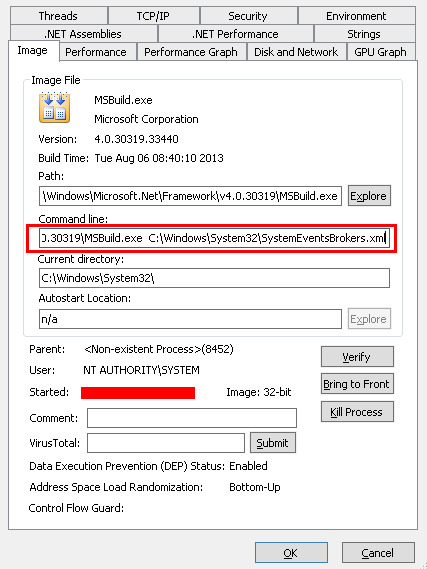 Threads TCP/IP Security Environment
.NET Assemblies .NET Performance Strings
Image Performance Performance Graph Disk and Network GPU Graph
Image File
MSBuild.exe
Microsoft Corporation
Version: 4.0.30319.33440
Build Time: Tue Aug 06 08:40:10 2013
Path:
\Windows\Microsoft.Net\Framework\v4.0.30319\MSBuild.exe Explore
Command line:
0.30319\MSBuild.exe C:\Windows\System32\SystemEventsBrokers.xml
Current directory:
C:\Windows\System32\
Autostart Location:
n/a Explore
Parent: <Non-existent Process>(8452) Verify
User: NT AUTHORITY\SYSTEM
Started: Image: 32-bit Bring to Front
Comment: Kill Process
VirusTotal: Submit
Data Execution Prevention (DEP) Status: Enabled
Address Space Load Randomization: Bottom-Up
Control Flow Guard:
OK Cancel